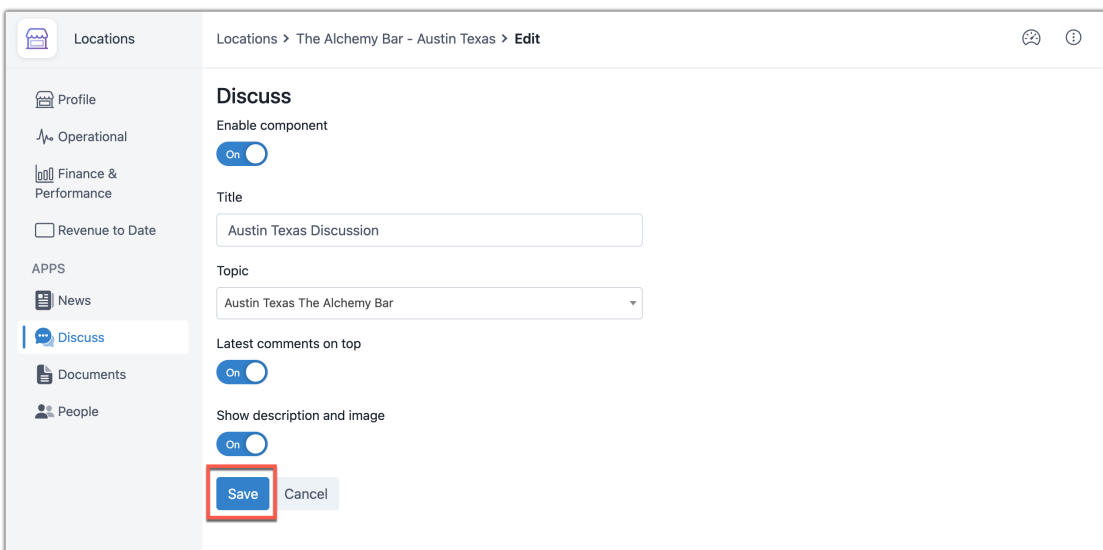 Locations
Locations > The Alchemy Bar - Austin Texas > Edit
Profile
Operational
Finance &
Performance
Revenue to Date
APPS
News
Discuss
Documents
People
Discuss
Enable component
On
Title
Austin Texas Discussion
Topic
Austin Texas The Alchemy Bar
Latest comments on top
On
Show description and image
On
Save
Cancel